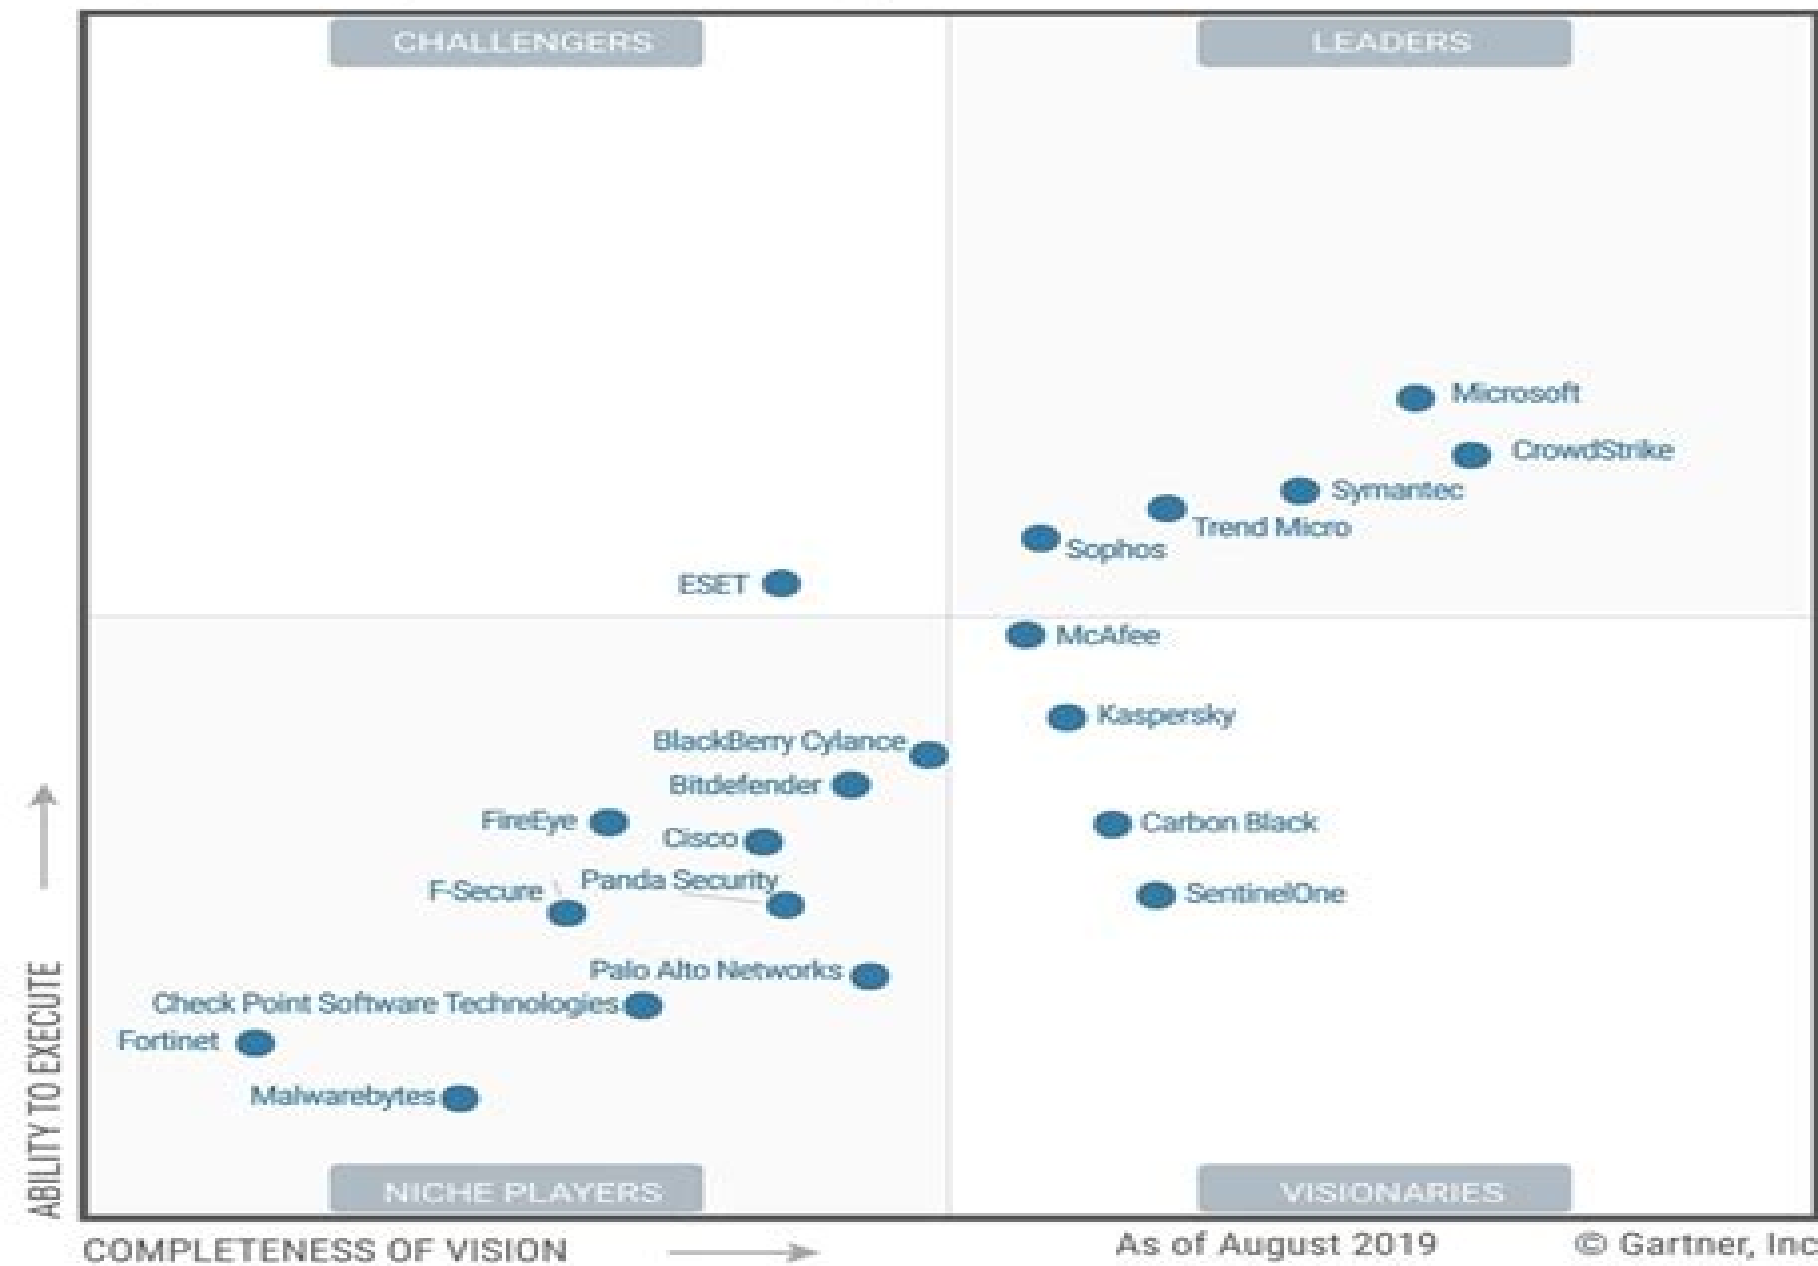 CHALLENGERS
LEADERS
Microsoft
CrowdStrike
Symantec
Trend Micro
Sophos
ESET
McAfee
Kaspersky
BlackBerry Cylance
Bitdefender
FireEye
Cisco
Carbon Black
Panda Security
F-Secure
SentinelOne
Palo Alto Networks
Check Point Software Technologies
Fortinet
Malwarebytes
ABILITY TO EXECUTE
NICHE PLAYERS
VISIONARIES
COMPLETENESS OF VISION
As of August 2019
© Gartner, Inc